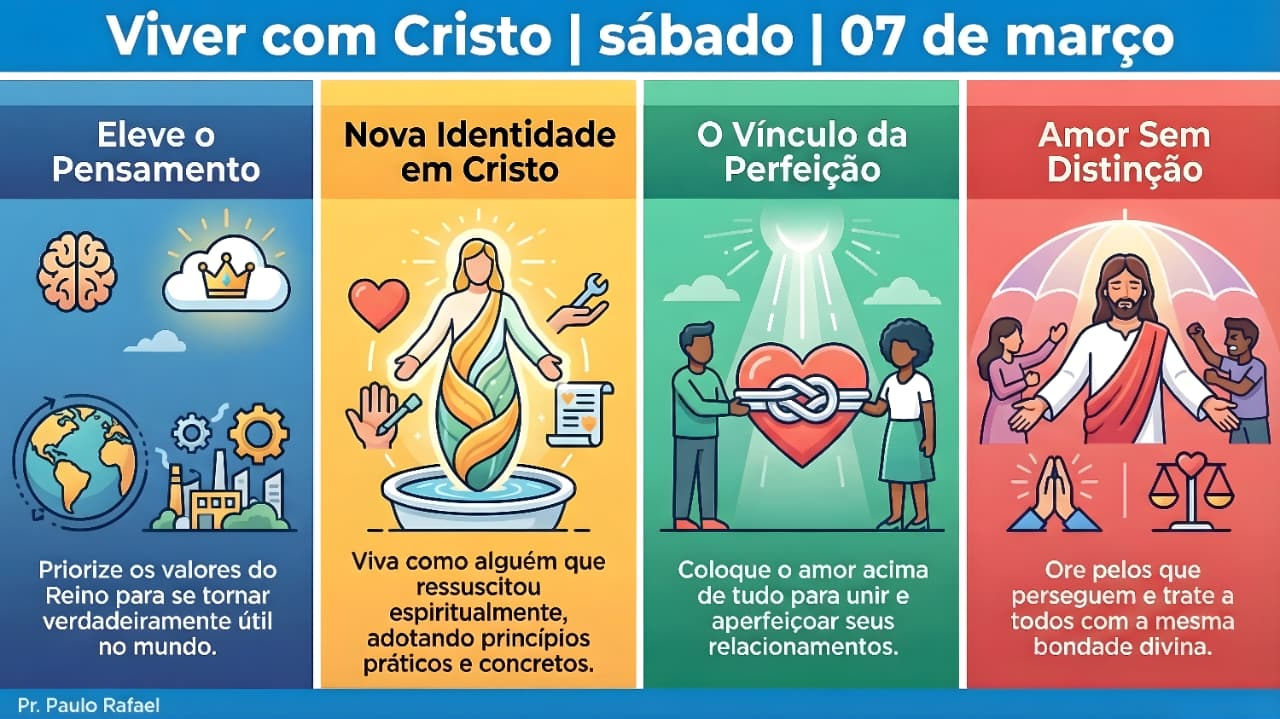 Viver com Cristo | sábado | 07 de março
Eleve o
Pensamento
Priorize os valores do
Reino para se tornar
verdadeiramente útil
no mundo.
Nova Identidade
em Cristo
Viva como alguém que
ressuscitou
espiritualmente,
adotando princípios
práticos e concretos.
O Vínculo da
Perfeição
Coloque o amor acima
de tudo para unir e
aperfeiçoar seus
relacionamentos.
Amor Sem
Distinção
Ore pelos que
perseguem e trate a
todos com a mesma
bondade divina.
Pr. Paulo Rafael